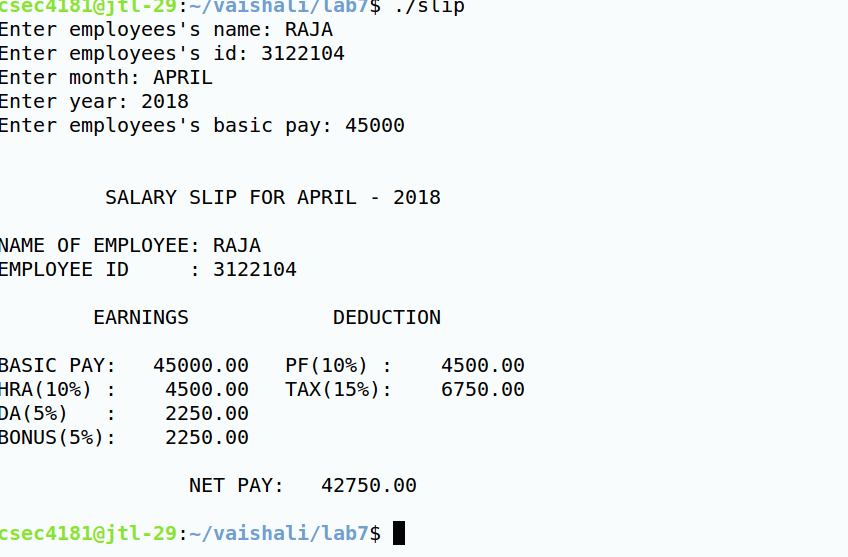 csec4181@jtl-29:~/vaishali/lab7$ ./slip
Enter employees's name: RAJA
Enter employees's id: 3122104
Enter month: APRIL
Enter year: 2018
Enter employees's basic pay: 45000
SALARY SLIP FOR APRIL - 2018
NAME OF EMPLOYEE: RAJA
EMPLOYEE ID     : 3122104
EARNINGS            DEDUCTION
BASIC PAY:   45000.00   PF(10%) :    4500.00
HRA(10%) :    4500.00   TAX(15%):    6750.00
DA(5%)   :    2250.00
BONUS(5%):    2250.00
NET PAY:   42750.00
csec4181@jtl-29:~/vaishali/lab7$